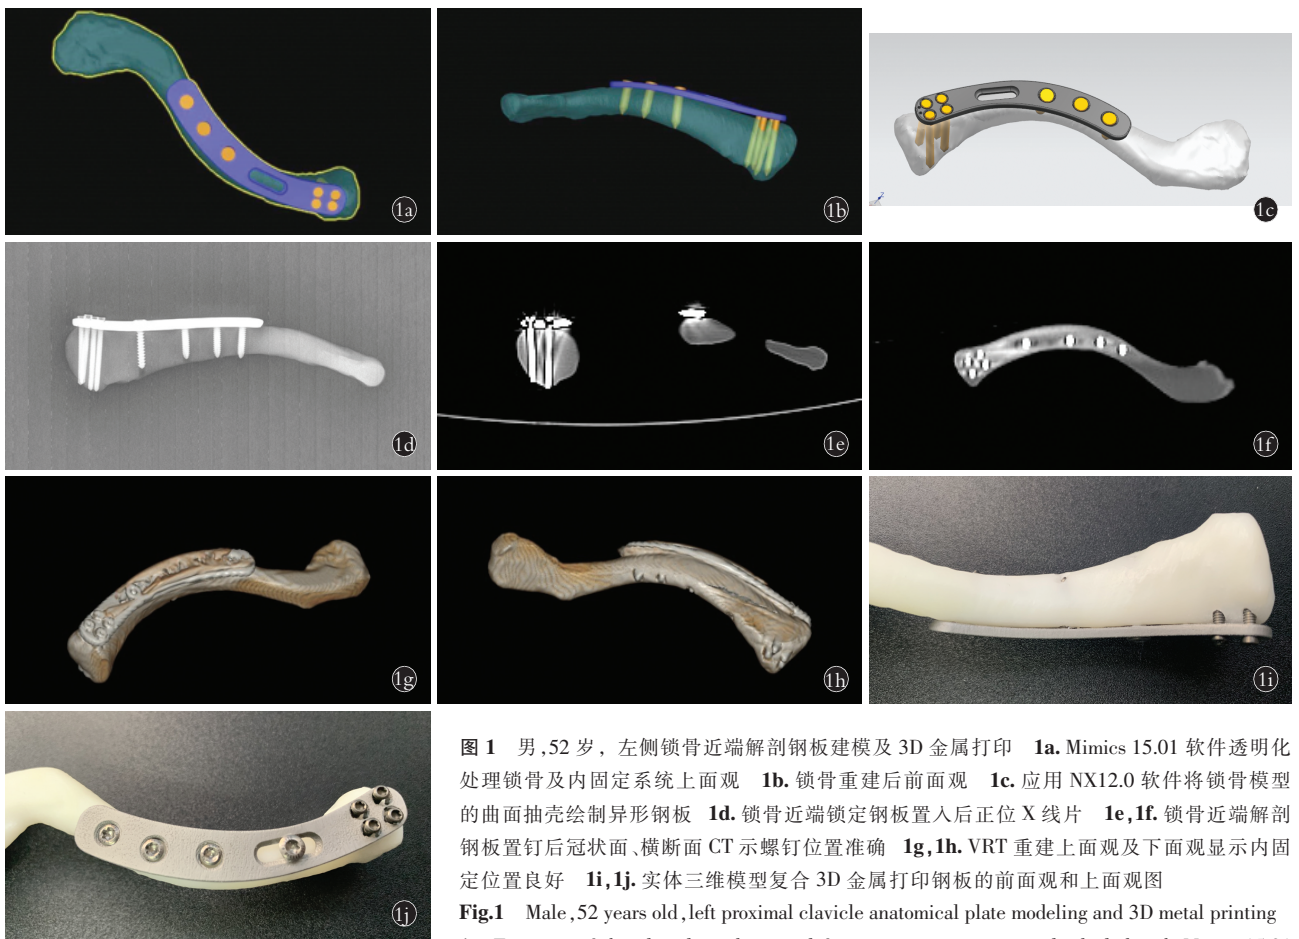 1a
1b
1c
1d
1e
1f
1g
1h
1i
1j
图 1 男,52 岁, 左侧锁骨近端解剖钢板建模及 3D 金属打印 1a. Mimics 15.01 软件透明化
处理锁骨及内固定系统上面观 1b. 锁骨重建后前面观 1c. 应用 NX12.0 软件将锁骨模型
的曲面抽壳绘制异形钢板 1d. 锁骨近端锁定钢板置入后正位 X 线片 1e,1f. 锁骨近端解剖
钢板置钉后冠状面、横断面 CT 示螺钉位置准确 1g,1h. VRT 重建上面观及下面观显示内固
定位置良好 1i,1j. 实体三维模型复合 3D 金属打印钢板的前面观和上面观图
Fig.1 Male,52 years old,left proximal clavicle anatomical plate modeling and 3D metal printing